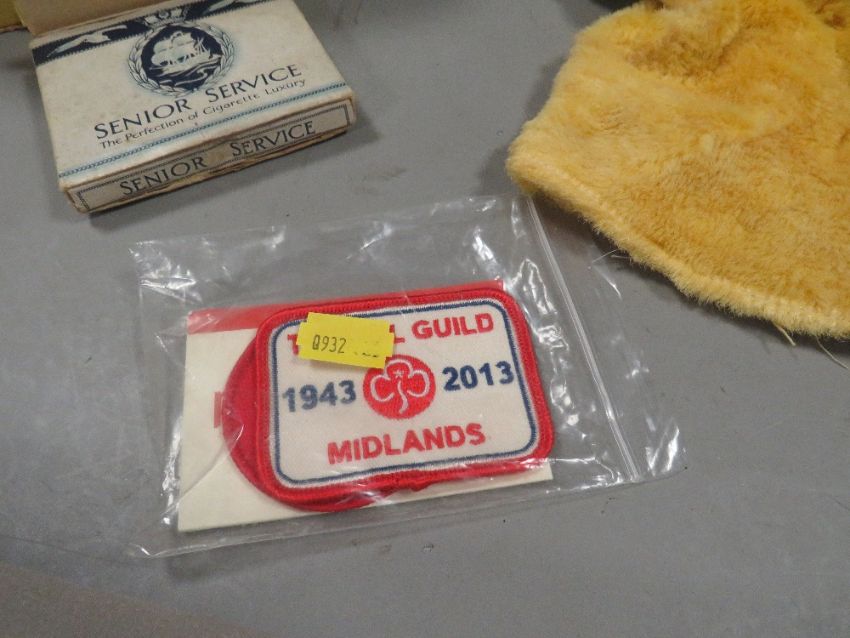 SENIOR SERVICE
The Perfection of Cigarette Luxury
SENIOR SERVICE
GUILD
Q932
1943 2013
MIDLANDS